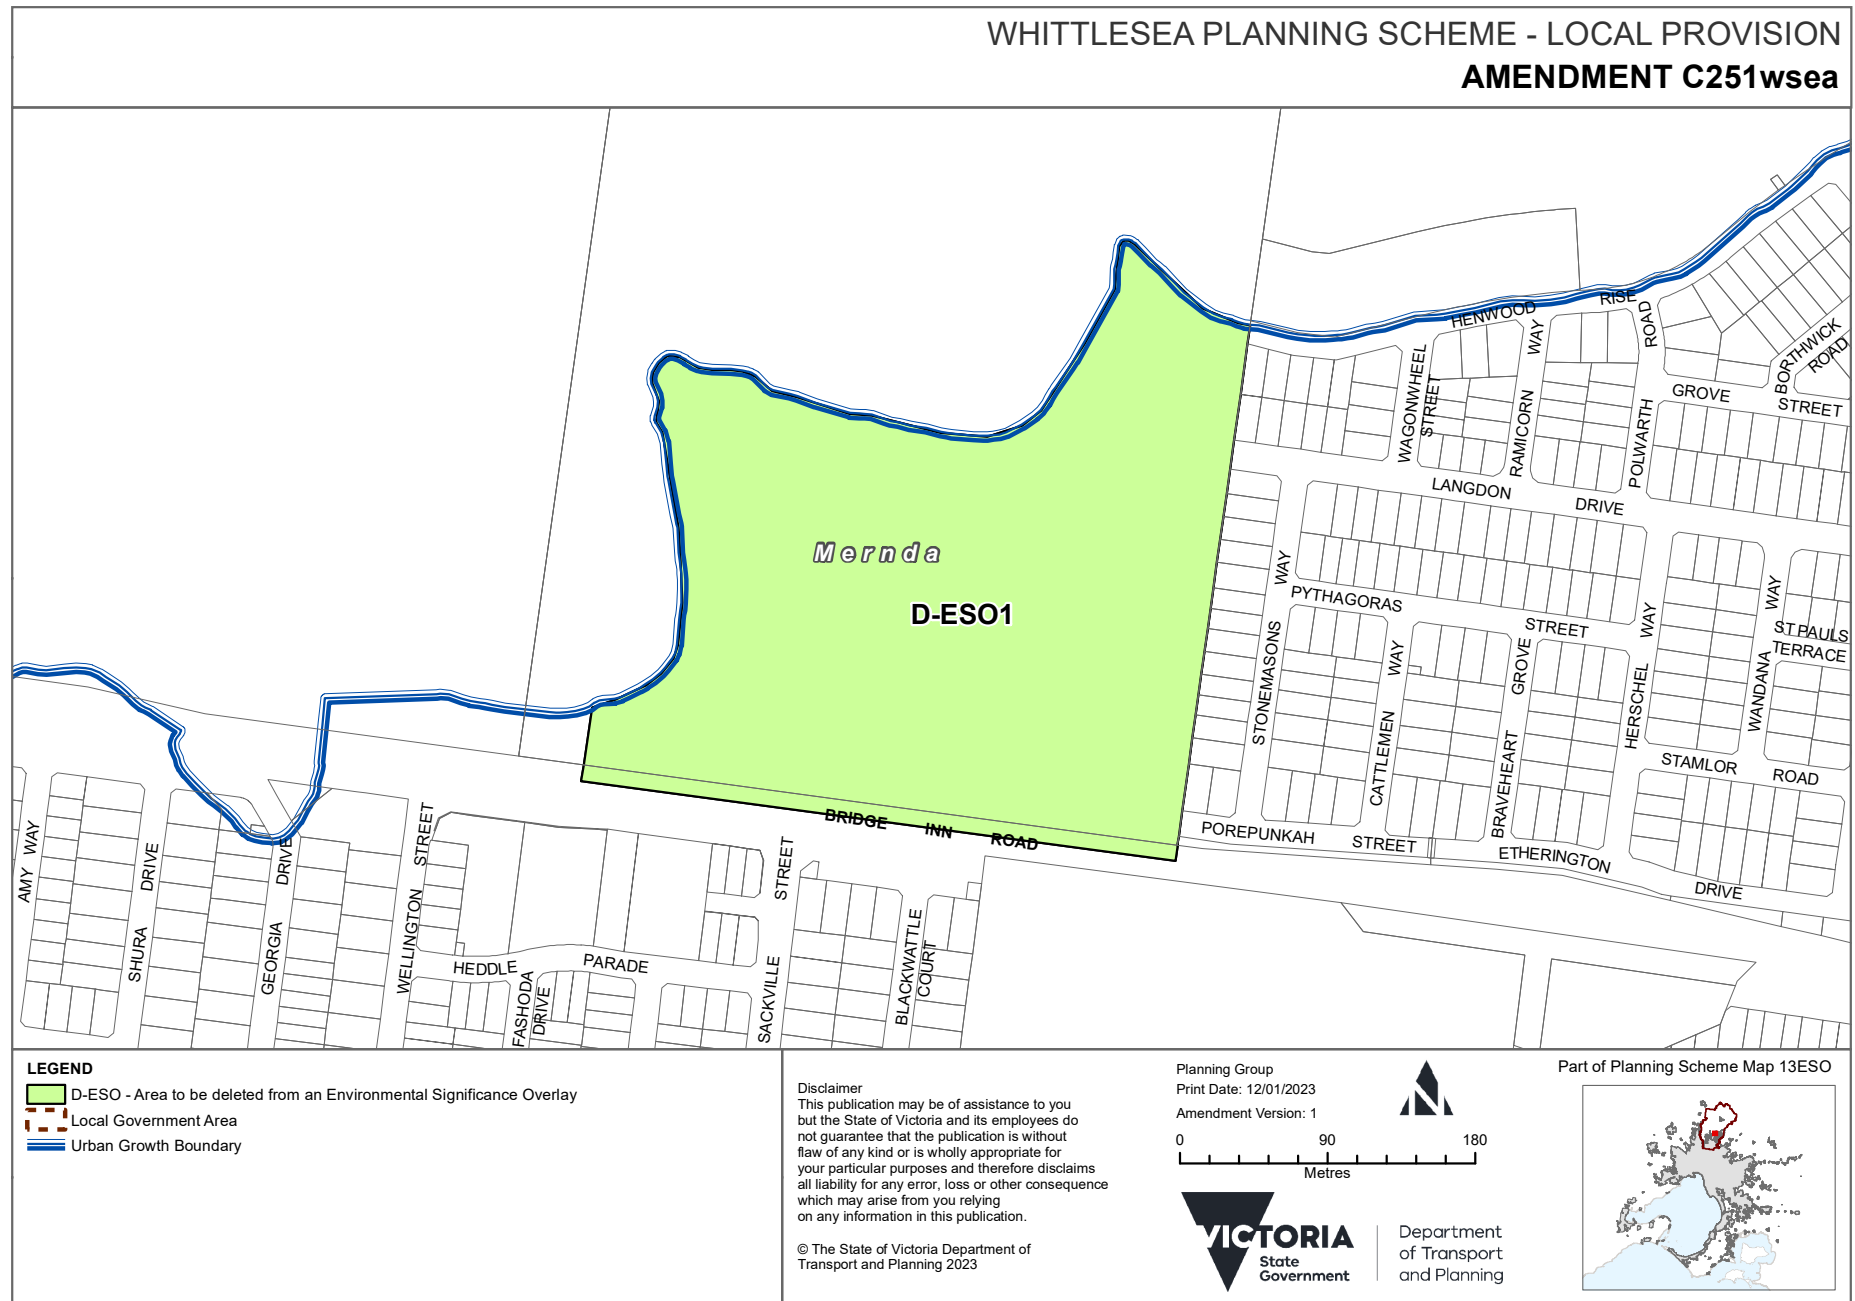 WHITTLESEA PLANNING SCHEME - LOCAL PROVISION
AMENDMENT C251wsea
HENWOOD
RISE
WAY
ROAD
BORTHWICK
ROAD
WAGONWHEEL
STREET
RAMICORN
POLWARTH
GROVE
STREET
LANGDON
DRIVE
Mernda
D-ESO1
WAY
STONEMASONS
PYTHAGORAS
STREET
WAY
CATTLEMEN
GROVE
BRAVEHEART
WAY
HERSCHEL
WAY
WANDANA
ST PAULS
TERRACE
STAMLOR
ROAD
BRIDGE
INN
ROAD
POREPUNKAH
STREET
ETHERINGTON
DRIVE
AMY WAY
SHURA
DRIVE
GEORGIA
DRIVE
WELLINGTON
STREET
HEDDLE
PARADE
FASHODA
DRIVE
SACKVILLE
STREET
BLACKWATTLE
COURT
LEGEND
D-ESO - Area to be deleted from an Environmental Significance Overlay
Local Government Area
Urban Growth Boundary
Disclaimer
This publication may be of assistance to you
but the State of Victoria and its employees do
not guarantee that the publication is without
flaw of any kind or is wholly appropriate for
your particular purposes and therefore disclaims
all liability for any error, loss or other consequence
which may arise from you relying
on any information in this publication.
© The State of Victoria Department of
Transport and Planning 2023
Planning Group
Print Date: 12/01/2023
Amendment Version: 1
N
0
90
180
Metres
VICTORIA
State
Government
Department
of Transport
and Planning
Part of Planning Scheme Map 13ESO